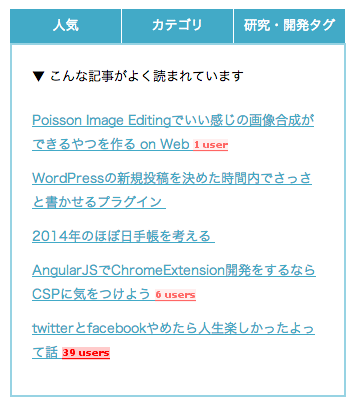 人気 カテゴリ 研究・開発タグ
▼ こんな記事がよく読まれています
Poisson Image Editingでいい感じの画像合成が
できるやつを作る on Web 1 user
WordPressの新規投稿を決めた時間内でさっさ
と書かせるプラグイン
2014年のほぼ日手帳を考える
AngularJSでChromeExtension開発をするなら
CSPに気をつけよう 6 users
twitterとfacebookやめたら人生楽しかったよっ
て話 39 users